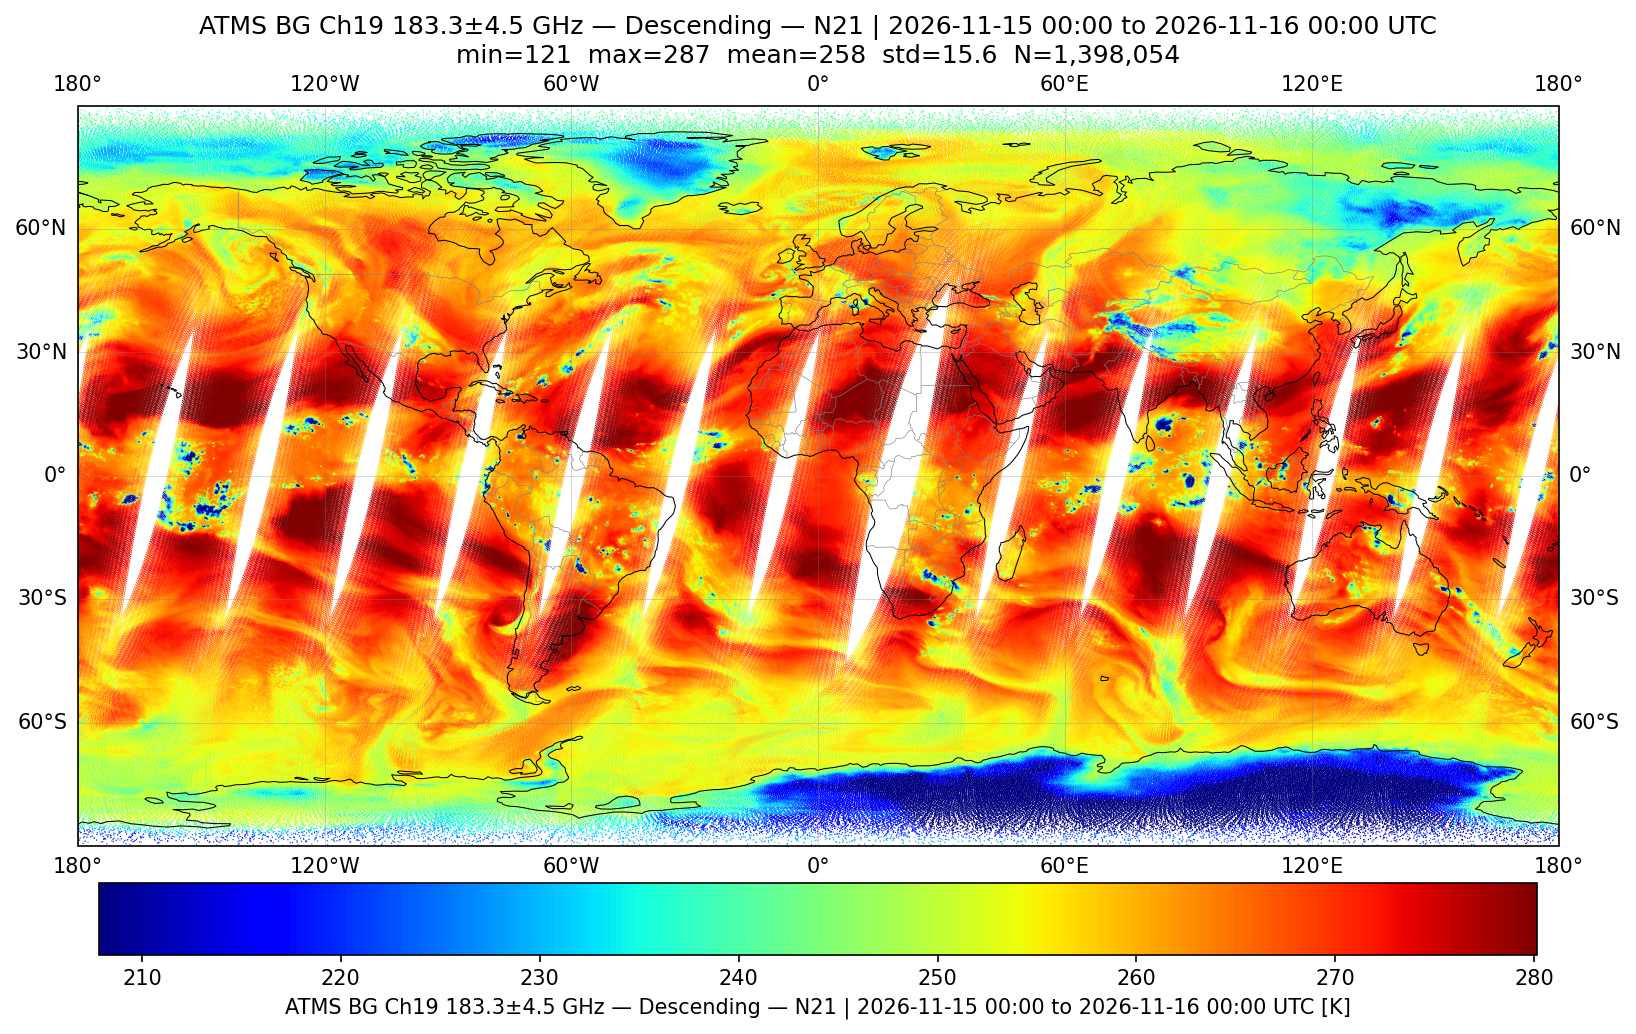 ATMS BG Ch19 183.3±4.5 GHz — Descending — N21 | 2026-11-15 00:00 to 2026-11-16 00:00 UTC
min=121 max=287 mean=258 std=15.6 N=1,398,054
180° 120°W 60°W 0° 60°E 120°E 180°
60°N 60°N
30°N 30°N
0° 0°
30°S 30°S
60°S 60°S
180° 120°W 60°W 0° 60°E 120°E 180°
210 220 230 240 250 260 270 280
ATMS BG Ch19 183.3±4.5 GHz — Descending — N21 | 2026-11-15 00:00 to 2026-11-16 00:00 UTC [K]